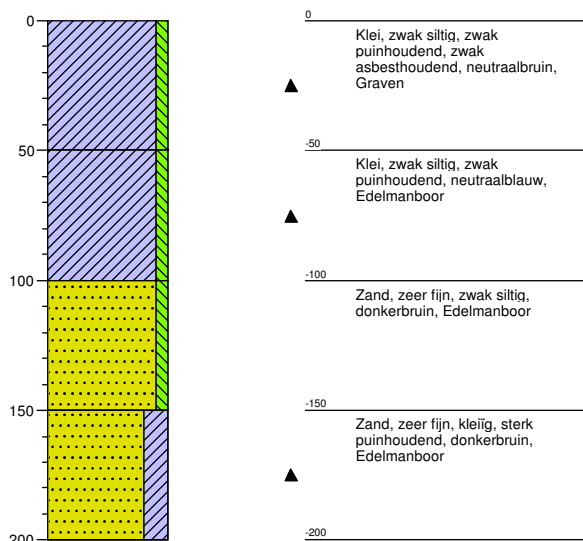 0
0
Klei, zwak siltig, zwak
puinhoudend, zwak
asbesthoudend, neutraalbruin,
Graven
50
-50
Klei, zwak siltig, zwak
puinhoudend, neutraalblauw,
Edelmanboor
100
-100
Zand, zeer fijn, zwak siltig,
donkerbruin, Edelmanboor
150
-150
Zand, zeer fijn, kleiïg, sterk
puinhoudend, donkerbruin,
Edelmanboor
200
-200